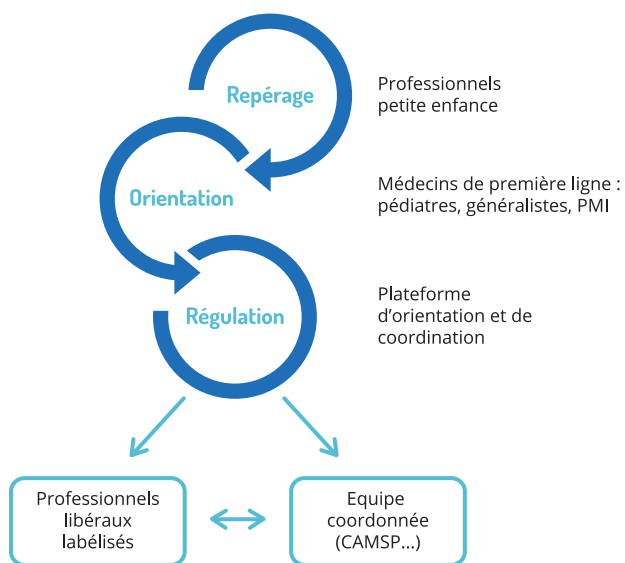 Repérage
Professionnels
petite enfance
Orientation
Médecins de première ligne :
pédiatres, généralistes, PMI
Régulation
Plateforme
d'orientation et de
coordination
Professionnels
libéraux
labélisés
Equipe
coordonnée
(CAMSP...)